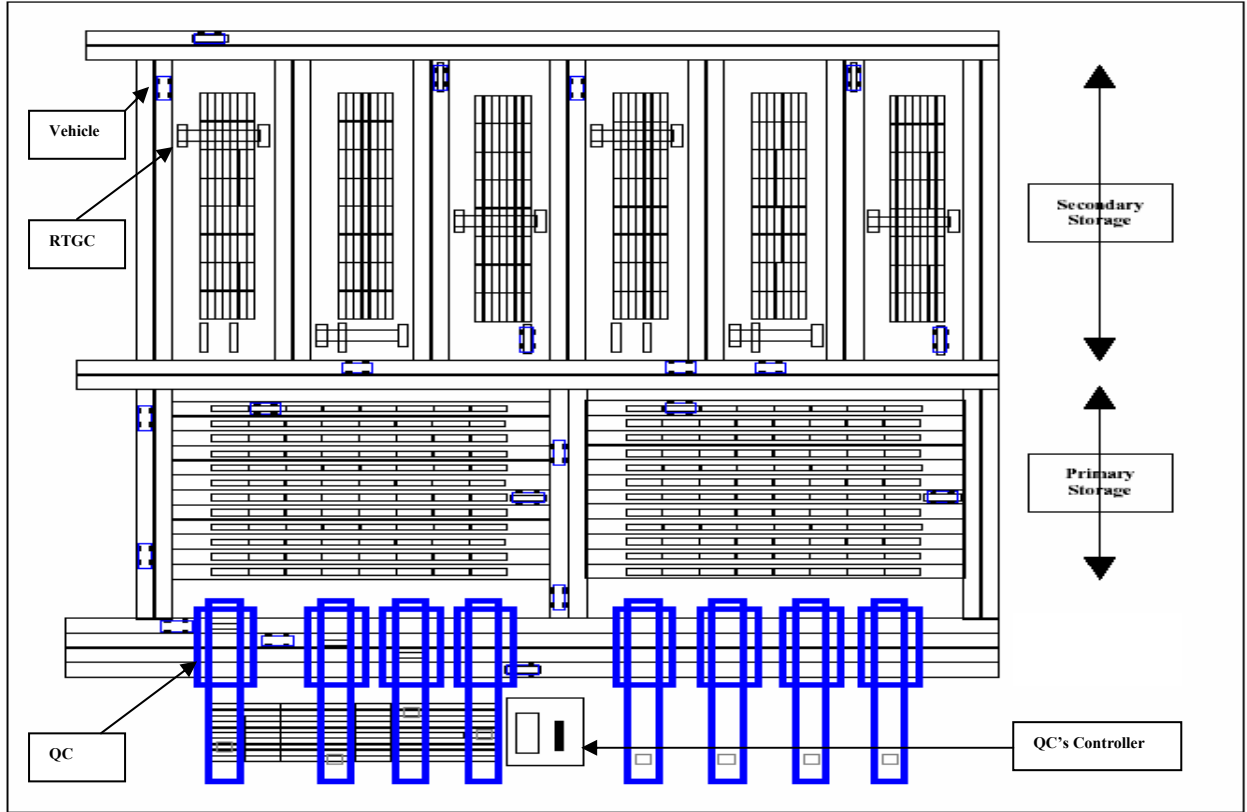 Vehicle
RTGC
Secondary
Storage
Primary
Storage
QC
QC's Controller